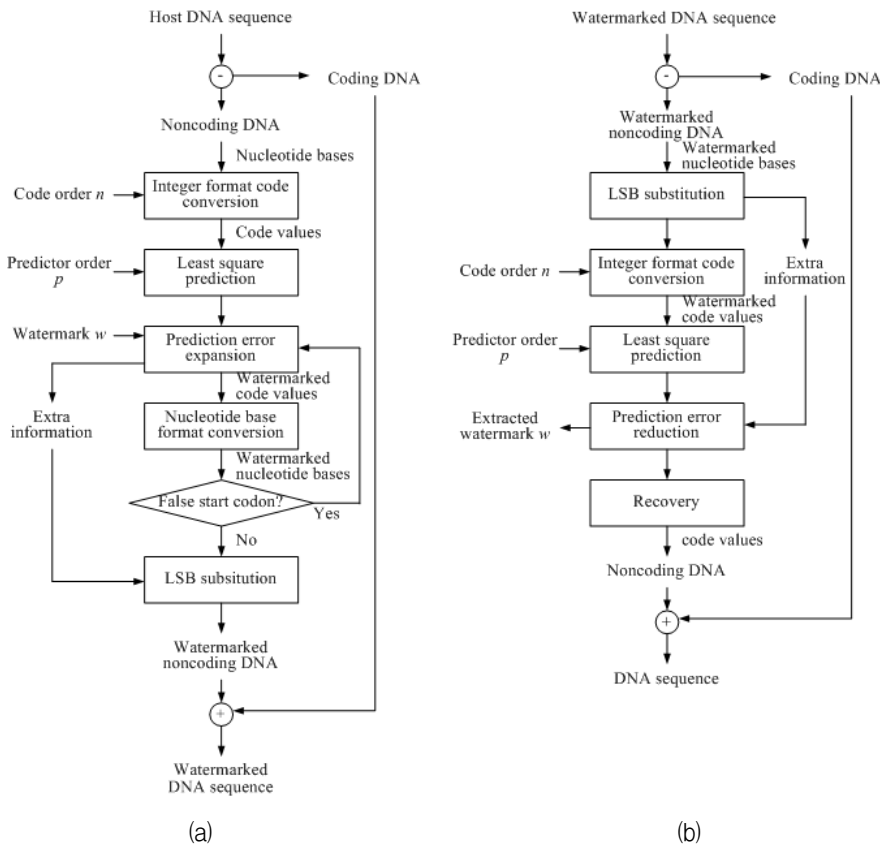 Host DNA sequence
-
Coding DNA
Noncoding DNA
Nucleotide bases
Code order n
Integer format code
conversion
Code values
Predictor order
p
Least square
prediction
Watermark w
Prediction error
expansion
Watermarked
code values
Extra
information
Nucleotide base
format conversion
Watermarked
nucleotide bases
False start codon?
Yes
No
LSB subsitution
Watermarked
noncoding DNA
+
Watermarked
DNA sequence
(a)
Watermarked DNA sequence
-
Coding DNA
Watermarked
noncoding DNA
Watermarked
nucleotide bases
LSB substitution
Code order n
Integer format code
conversion
Extra
information
Watermarked
code values
Predictor order
p
Least square
prediction
Extracted
watermark w
Prediction error
reduction
Recovery
code values
Noncoding DNA
+
DNA sequence
(b)